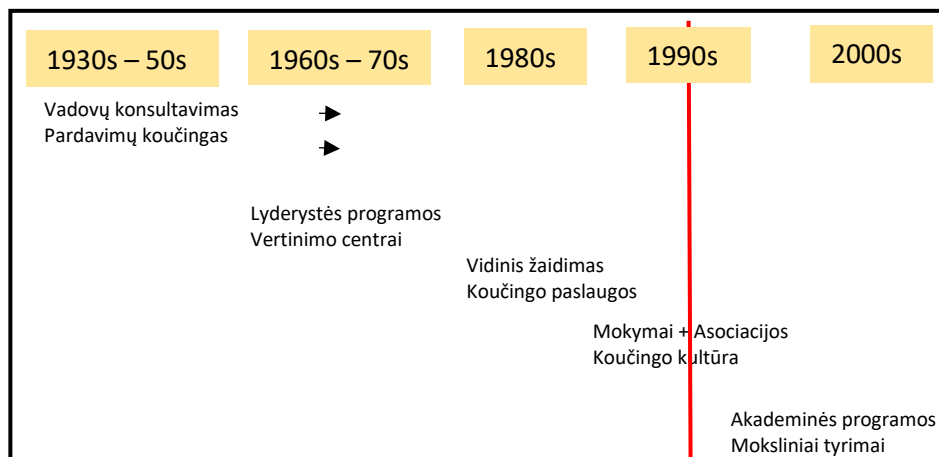 1930s – 50s
1960s – 70s
1980s
1990s
2000s
Vadovų konsultavimas
Pardavimų koučingas
Lyderystės programos
Vertinimo centrai
Vidinis žaidimas
Koučingo paslaugos
Mokymai + Asociacijos
Koučingo kultūra
Akademinės programos
Moksliniai tyrimai